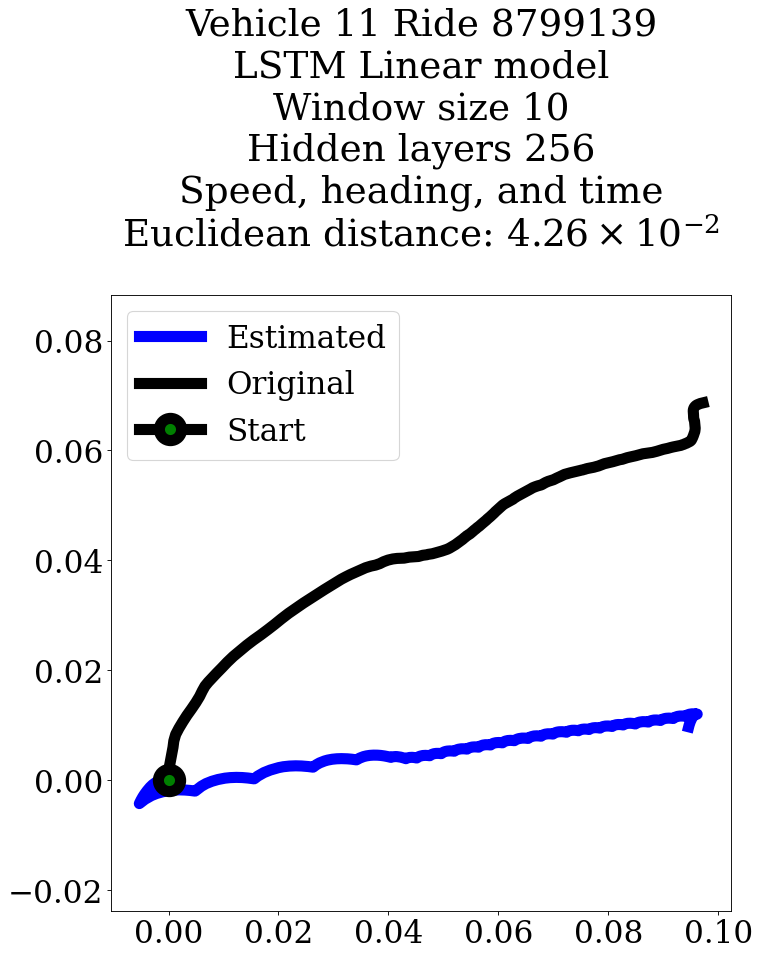 Vehicle 11 Ride 8799139
LSTM Linear model
Window size 10
Hidden layers 256
Speed, heading, and time
Euclidean distance: 4.26 × 10⁻²
Estimated
Original
Start
0.08
0.06
0.04
0.02
0.00
−0.02
0.00 0.02 0.04 0.06 0.08 0.10